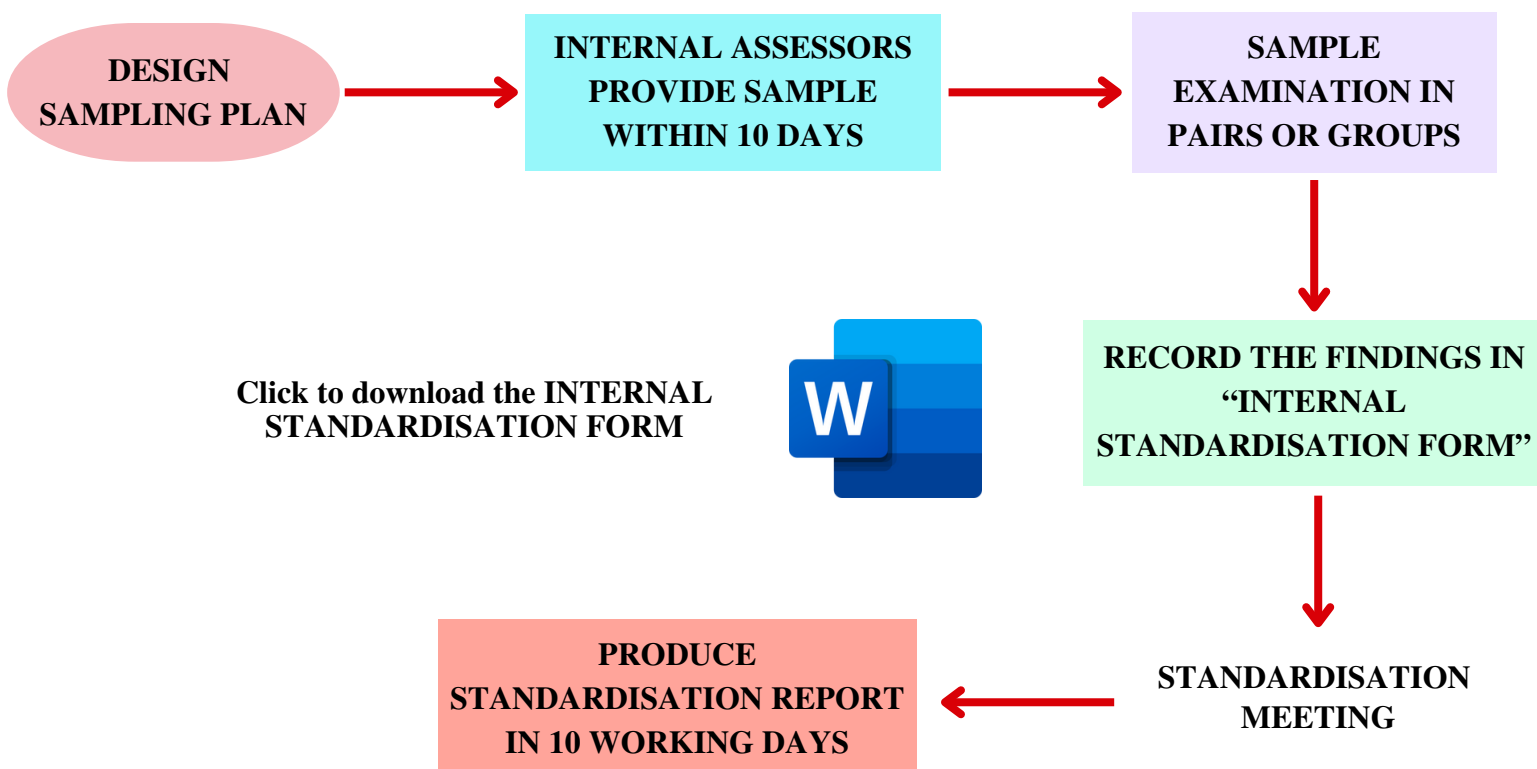 DESIGN
SAMPLING PLAN
INTERNAL ASSESSORS
PROVIDE SAMPLE
WITHIN 10 DAYS
SAMPLE
EXAMINATION IN
PAIRS OR GROUPS
RECORD THE FINDINGS IN
“INTERNAL
STANDARDISATION FORM”
Click to download the INTERNAL
STANDARDISATION FORM
W
STANDARDISATION
MEETING
PRODUCE
STANDARDISATION REPORT
IN 10 WORKING DAYS